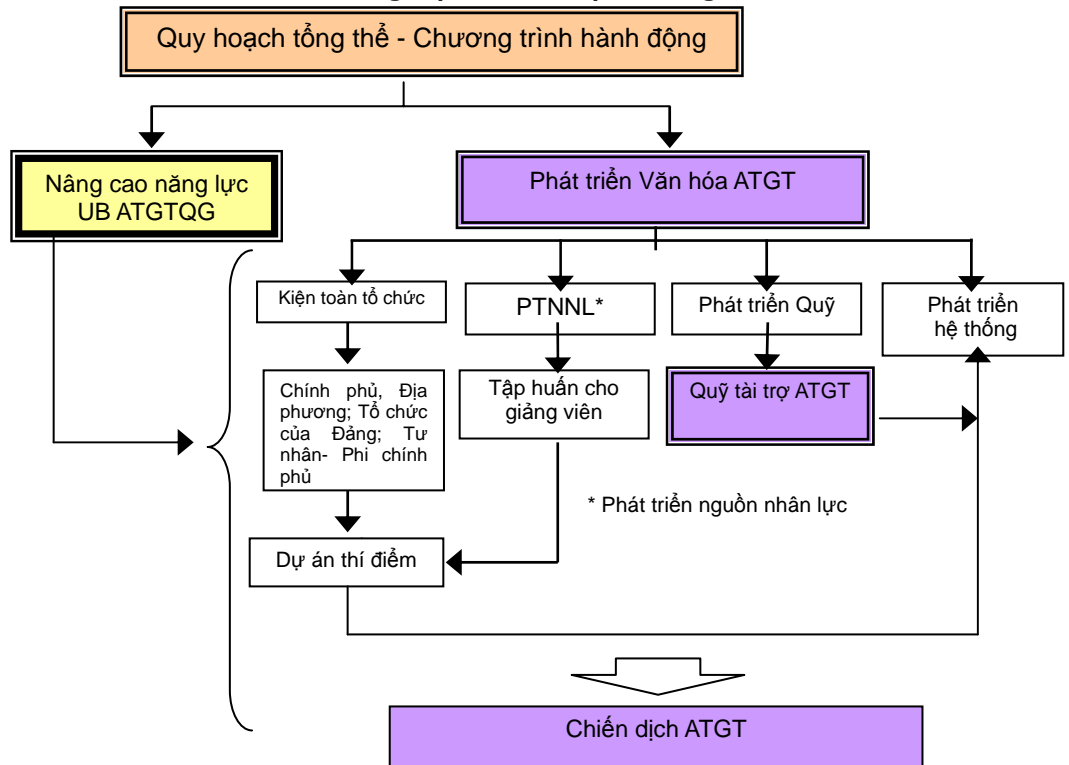 Quy hoạch tổng thể - Chương trình hành động
Nâng cao năng lực
UB ATGTQG
Phát triển Văn hóa ATGT
Kiện toàn tổ chức
PTNNL*
Phát triển Quỹ
Phát triển
hệ thống
Chính phủ, Địa
phương; Tổ chức
của Đảng; Tư
nhân- Phi chính
phủ
Tập huấn cho
giảng viên
Quỹ tài trợ ATGT
* Phát triển nguồn nhân lực
Dự án thí điểm
Chiến dịch ATGT